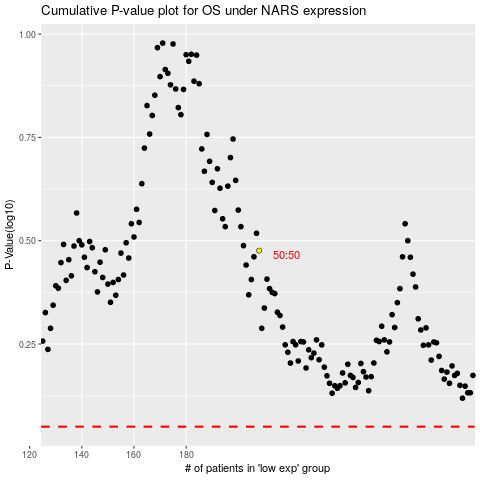 Cumulative P-value plot for OS under NARS expression
P-Value(log10)
1.00
0.75
0.50
0.25
50:50
120 140 160 180
# of patients in 'low exp' group